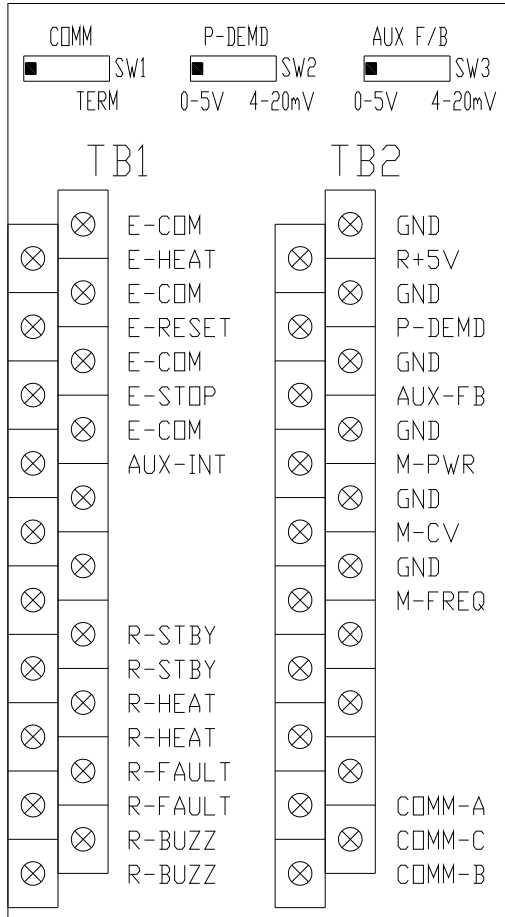 COMM P-DEMD AUX F/B
SW1 SW2 SW3
TERM 0-5V 4-20mV 0-5V 4-20mV
TB1 TB2
E-COM GND
E-HEAT R+5V
E-COM GND
E-RESET P-DEMD
E-COM GND
E-STOP AUX-FB
E-COM GND
AUX-INT M-PWR
GND
M-CV
GND
M-FREQ
R-STBY
R-STBY
R-HEAT
R-HEAT
R-FAULT
R-FAULT COMM-A
R-BUZZ COMM-C
R-BUZZ COMM-B